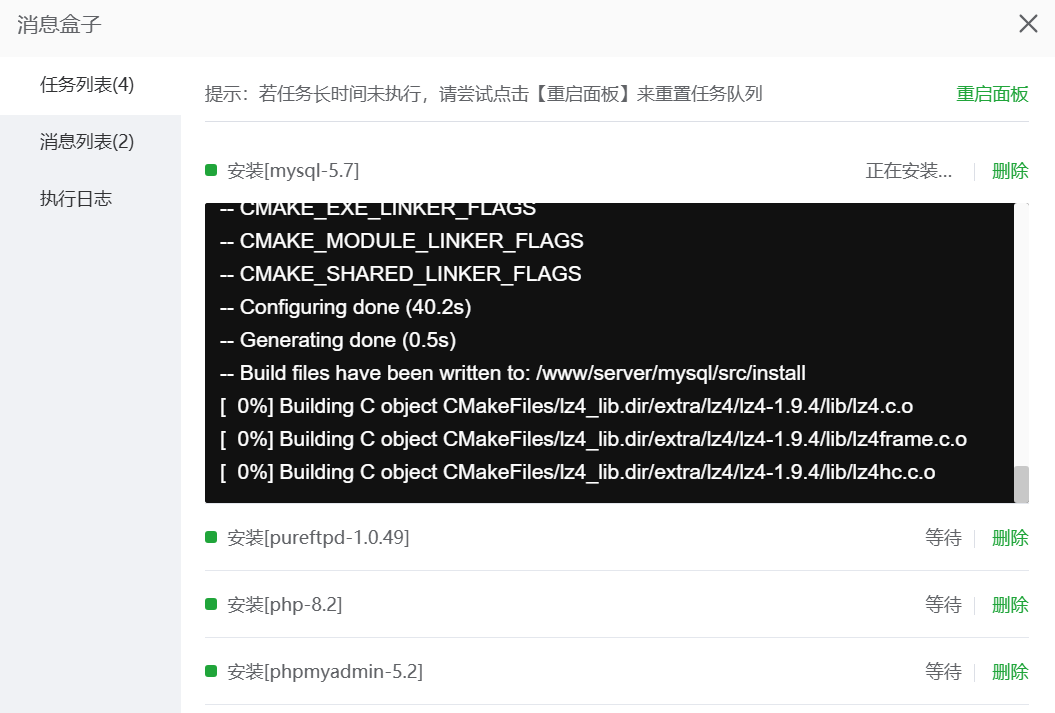 消息盒子
任务列表(4)
消息列表(2)
执行日志
提示：若任务长时间未执行，请尝试点击【重启面板】来重置任务队列 重启面板
安装[mysql-5.7] 正在安装... 删除
-- CMAKE_EXE_LINKER_FLAGS
-- CMAKE_MODULE_LINKER_FLAGS
-- CMAKE_SHARED_LINKER_FLAGS
-- Configuring done (40.2s)
-- Generating done (0.5s)
-- Build files have been written to: /www/server/mysql/src/install
[  0%] Building C object CMakeFiles/lz4_lib.dir/extra/lz4/lz4-1.9.4/lib/lz4.c.o
[  0%] Building C object CMakeFiles/lz4_lib.dir/extra/lz4/lz4-1.9.4/lib/lz4frame.c.o
[  0%] Building C object CMakeFiles/lz4_lib.dir/extra/lz4/lz4-1.9.4/lib/lz4hc.c.o
安装[pureftpd-1.0.49] 等待 删除
安装[php-8.2] 等待 删除
安装[phpmyadmin-5.2] 等待 删除